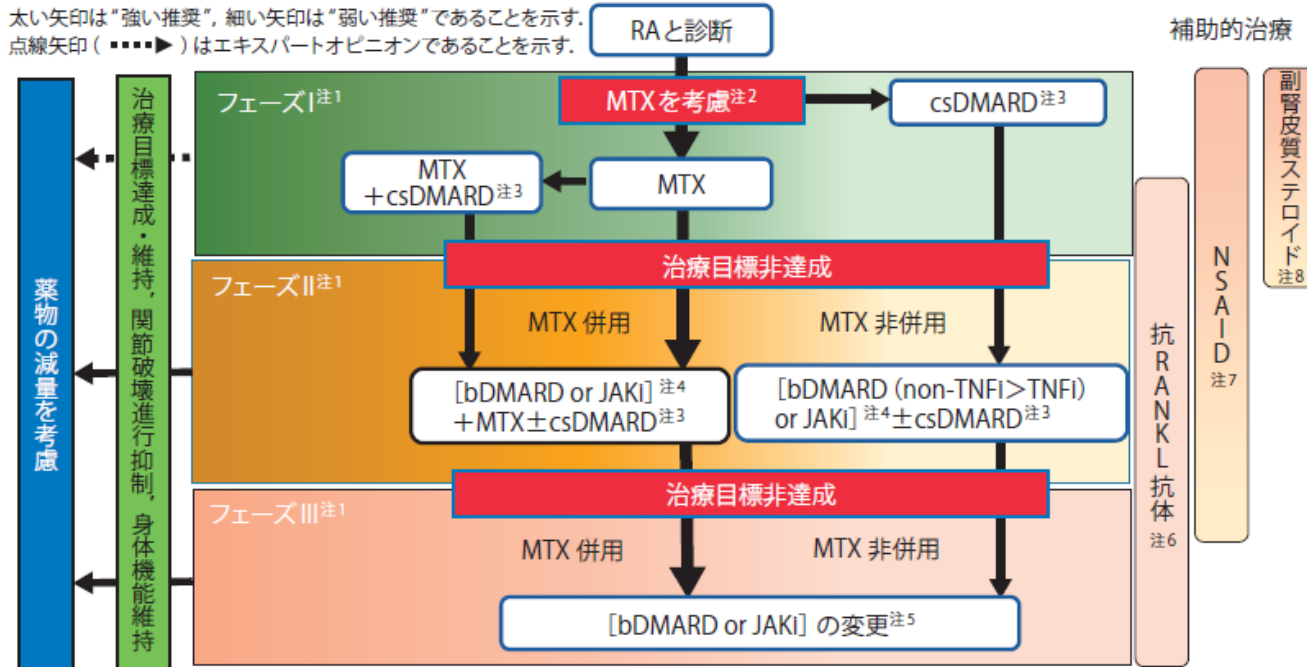 太い矢印は“強い推奨”, 細い矢印は“弱い推奨”であることを示す.
点線矢印( ▪▪▪▪▶ )はエキスパートオピニオンであることを示す.
RAと診断
補助的治療
フェーズI注1
MTXを考慮注2
csDMARD注3
MTX
+csDMARD注3
MTX
治療目標非達成
フェーズII注1
MTX 併用
MTX 非併用
[bDMARD or JAKi]注4
+MTX±csDMARD注3
[bDMARD (non-TNFi>TNFi)
or JAKi]注4±csDMARD注3
治療目標非達成
フェーズIII注1
MTX 併用
MTX 非併用
[bDMARD or JAKi] の変更注5
薬物の減量を考慮
治療目標達成・維持, 関節破壊進行抑制, 身体機能維持
抗RANKL抗体注6
NSAID注7
副腎皮質ステロイド注8